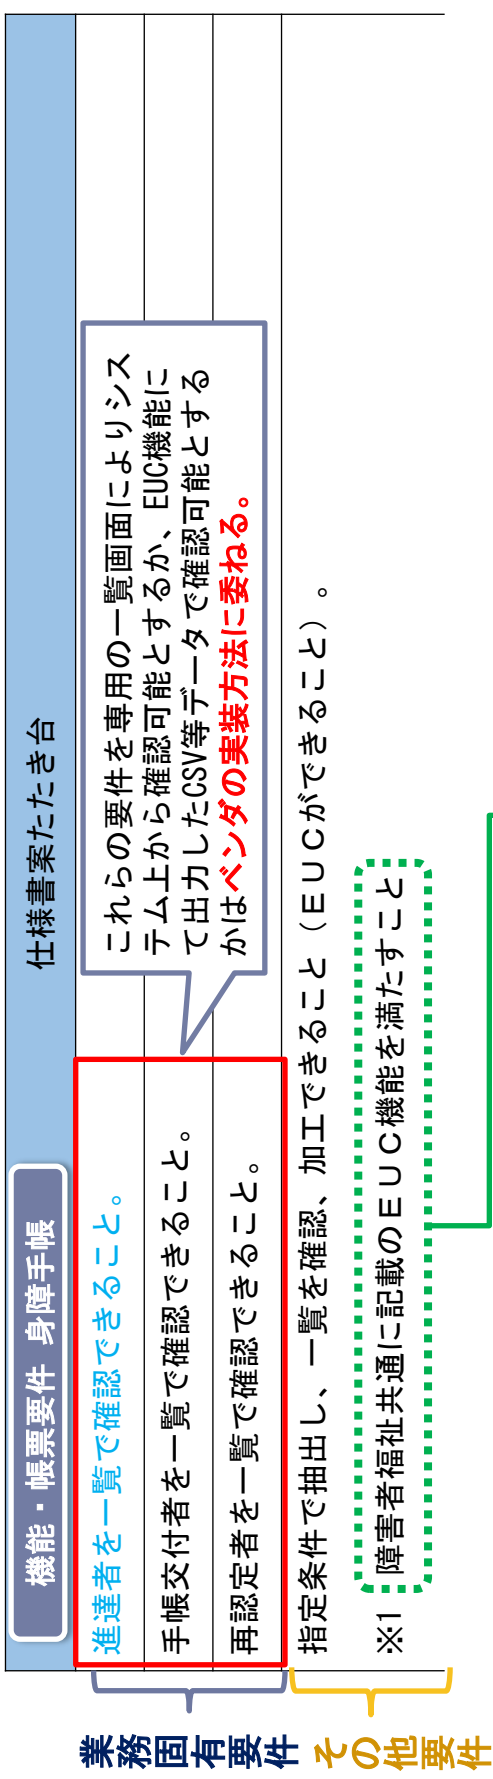 機能・帳票要件 身障手帳
仕様書案たたき台
業務固有要件
進達者を一覧で確認できること。
手帳交付者を一覧で確認できること。
再認定者を一覧で確認できること。
これらの要件を専用の一覧画面によりシス
テム上から確認可能とするか、EUC機能に
て出力したCSV等データで確認可能とする
かはベンダの実装方法に委ねる。
その他要件
指定条件で抽出し、一覧を確認、加工できること（ＥＵＣができること）。
※1 障害者福祉共通に記載のＥＵＣ機能を満たすこと